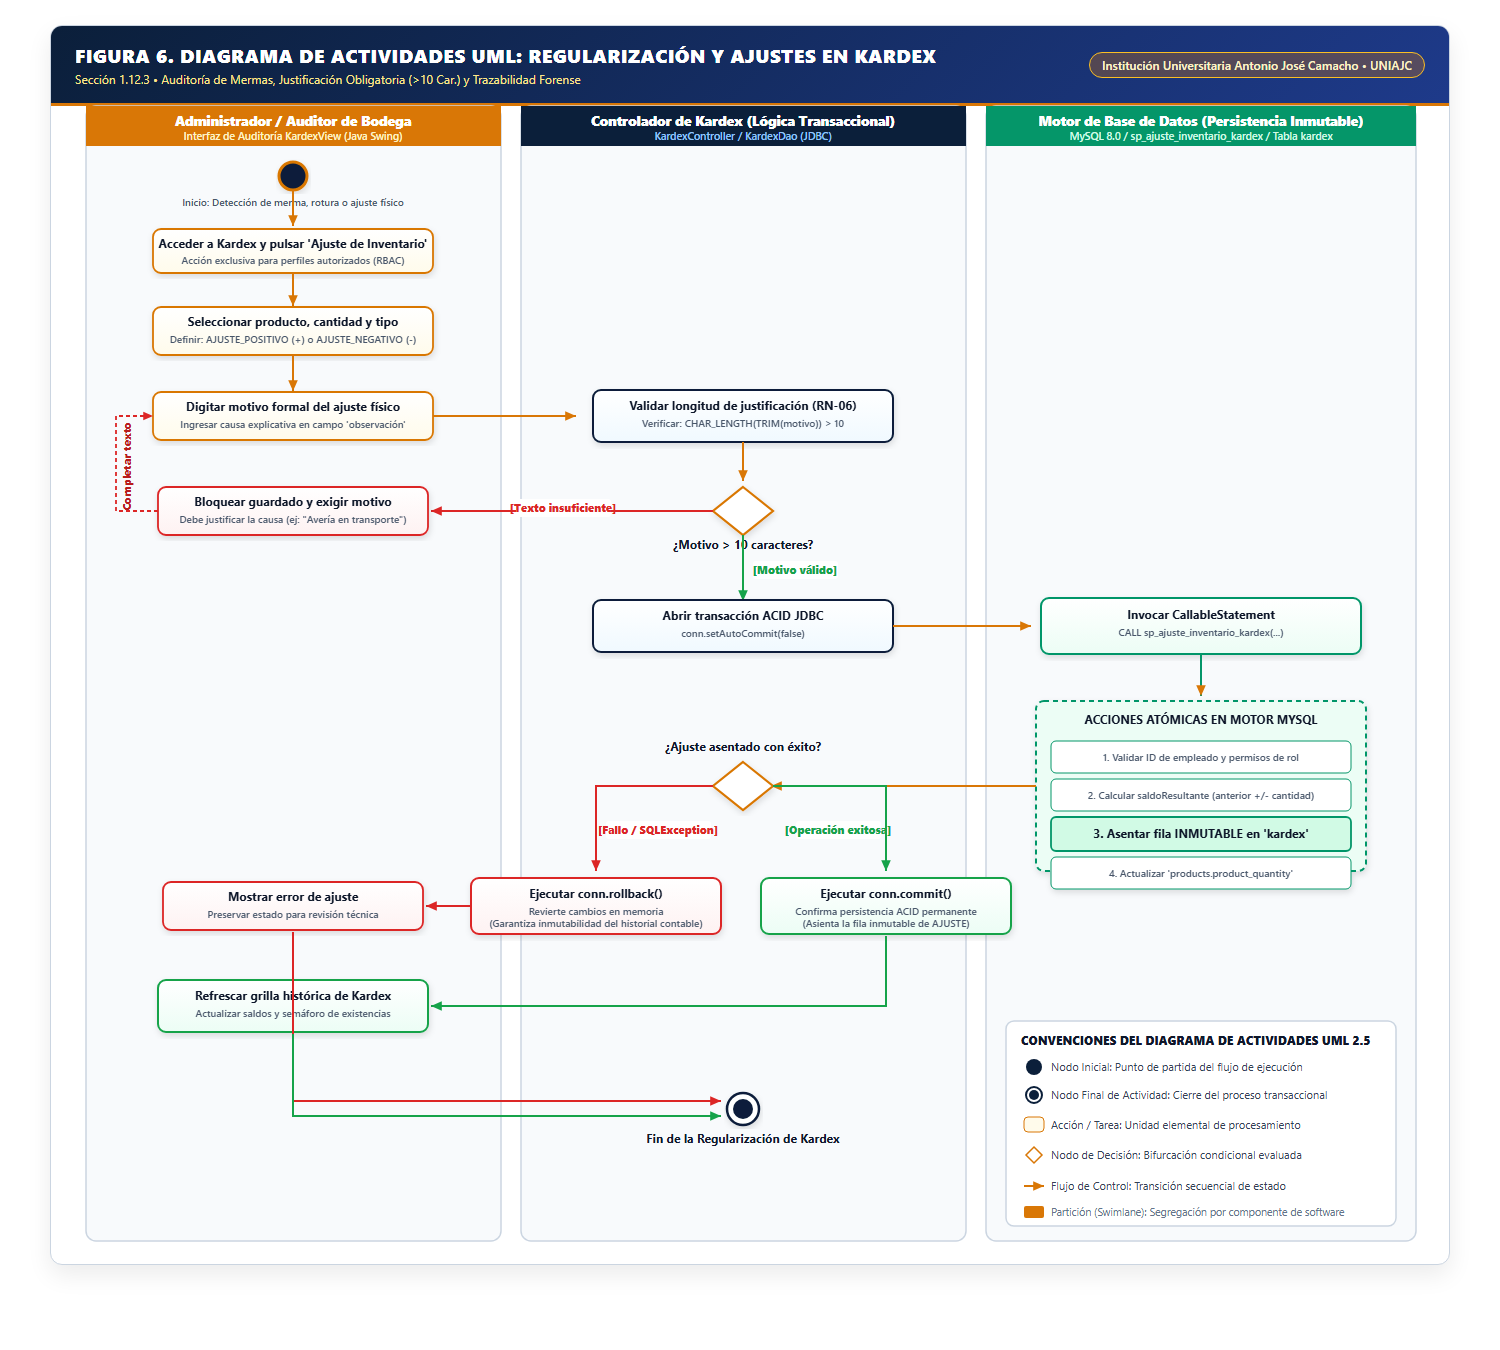 FIGURA 6. DIAGRAMA DE ACTIVIDADES UML: REGULARIZACIÓN Y AJUSTES EN KARDEX
Sección 1.12.3 • Auditoría de Mermas, Justificación Obligatoria (>10 Car.) y Trazabilidad Forense
Institución Universitaria Antonio José Camacho • UNIAJC
Administrador / Auditor de Bodega
Interfaz de Auditoría KardexView (Java Swing)
Controlador de Kardex (Lógica Transaccional)
KardexController / KardexDao (JDBC)
Motor de Base de Datos (Persistencia Inmutable)
MySQL 8.0 / sp_ajuste_inventario_kardex / Tabla kardex
Inicio: Detección de merma, rotura o ajuste físico
Acceder a Kardex y pulsar 'Ajuste de Inventario'
Acción exclusiva para perfiles autorizados (RBAC)
Seleccionar producto, cantidad y tipo
Definir: AJUSTE_POSITIVO (+) o AJUSTE_NEGATIVO (-)
Digitar motivo formal del ajuste físico
Ingresar causa explicativa en campo 'observación'
Validar longitud de justificación (RN-06)
Verificar: CHAR_LENGTH(TRIM(motivo)) > 10
Completar texto
Bloquear guardado y exigir motivo
Debe justificar la causa (ej: "Avería en transporte")
[Texto insuficiente]
¿Motivo > 10 caracteres?
[Motivo válido]
Abrir transacción ACID JDBC
conn.setAutoCommit(false)
Invocar CallableStatement
CALL sp_ajuste_inventario_kardex(...)
ACCIONES ATÓMICAS EN MOTOR MYSQL
1. Validar ID de empleado y permisos de rol
2. Calcular saldoResultante (anterior +/- cantidad)
3. Asentar fila INMUTABLE en 'kardex'
4. Actualizar 'products.product_quantity'
¿Ajuste asentado con éxito?
[Fallo / SQLException]
[Operación exitosa]
Mostrar error de ajuste
Preservar estado para revisión técnica
Ejecutar conn.rollback()
Revierte cambios en memoria
(Garantiza inmutabilidad del historial contable)
Ejecutar conn.commit()
Confirma persistencia ACID permanente
(Asienta la fila inmutable de AJUSTE)
Refrescar grilla histórica de Kardex
Actualizar saldos y semáforo de existencias
Fin de la Regularización de Kardex
CONVENCIONES DEL DIAGRAMA DE ACTIVIDADES UML 2.5
Nodo Inicial: Punto de partida del flujo de ejecución
Nodo Final de Actividad: Cierre del proceso transaccional
Acción / Tarea: Unidad elemental de procesamiento
Nodo de Decisión: Bifurcación condicional evaluada
Flujo de Control: Transición secuencial de estado
Partición (Swimlane): Segregación por componente de software